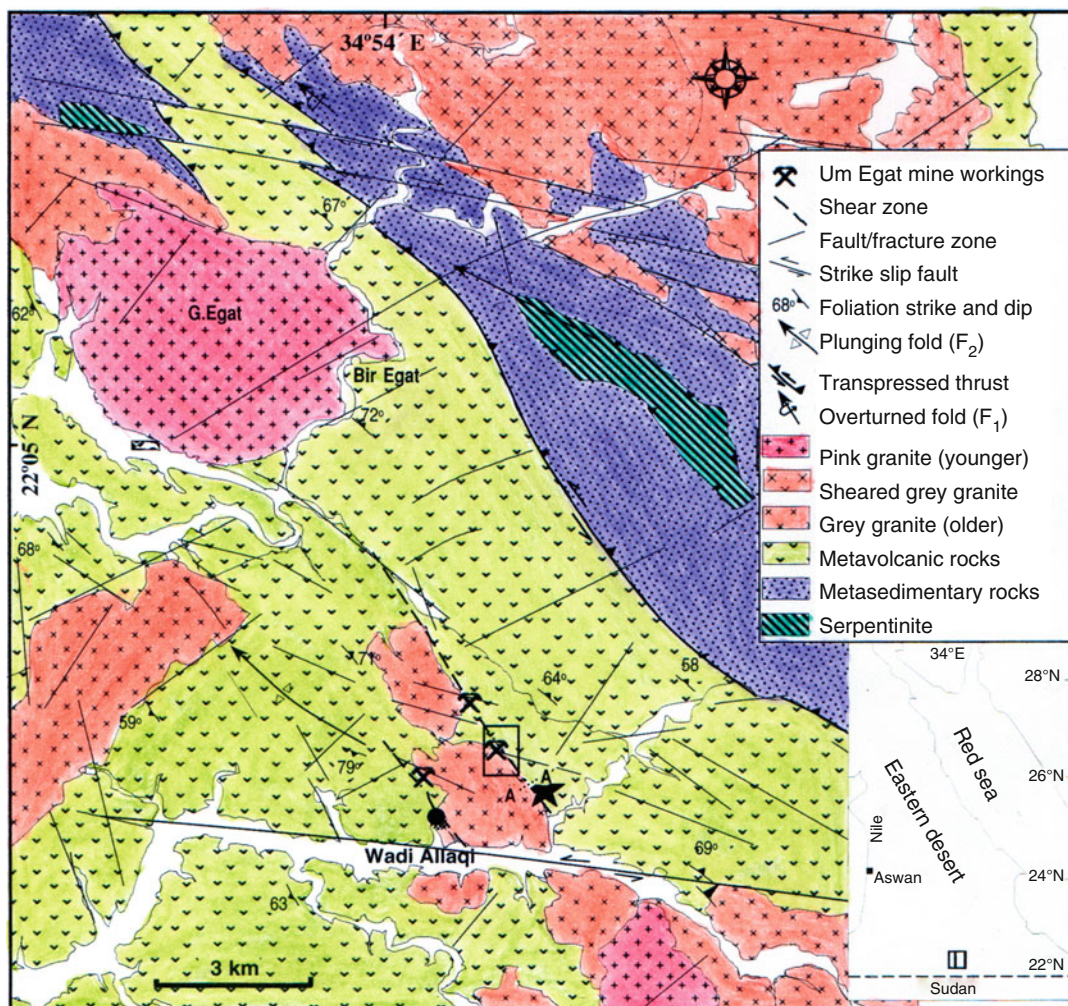 34°54´ E
67°
62°
G.Egat
Bir Egat
72°
22°05´ N
68°
71°
64°
58
59°
79°
A
A
Wadi Allaqi
69°
63
3 km
Um Egat mine workings
Shear zone
Fault/fracture zone
Strike slip fault
68° Foliation strike and dip
Plunging fold (F2)
Transpressed thrust
Overturned fold (F1)
Pink granite (younger)
Sheared grey granite
Grey granite (older)
Metavolcanic rocks
Metasedimentary rocks
Serpentinite
34°E
28°N
Red sea
26°N
Eastern desert
Nile
Aswan
24°N
22°N
Sudan